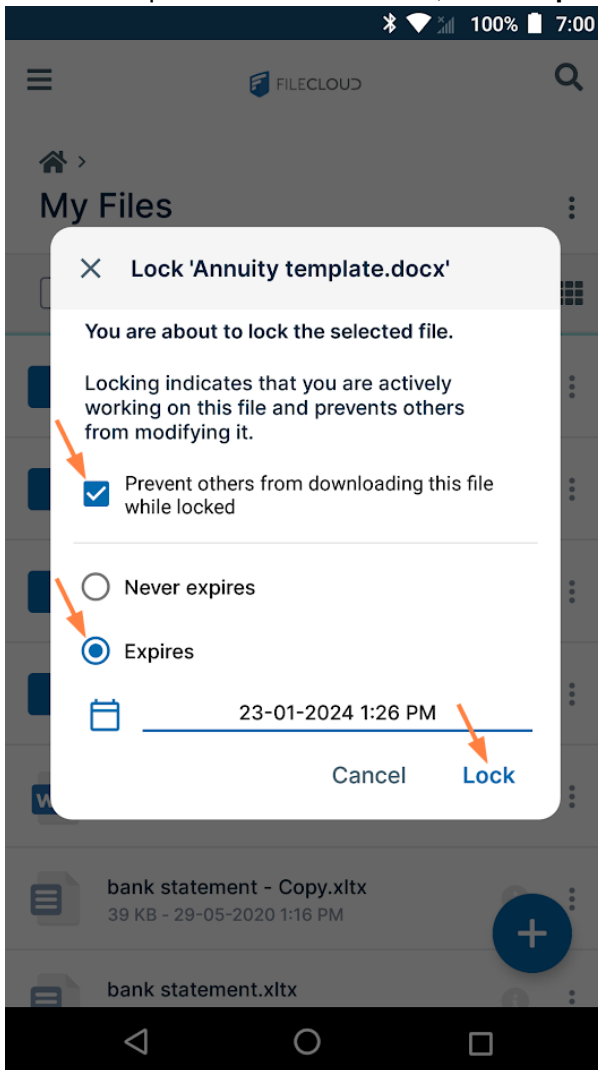 100% 7:00
FILECLOUD
My Files
Lock 'Annuity template.docx'
You are about to lock the selected file.
Locking indicates that you are actively
working on this file and prevents others
from modifying it.
Prevent others from downloading this file
while locked
Never expires
Expires
23-01-2024 1:26 PM
Cancel Lock
W
bank statement - Copy.xltx
39 KB - 29-05-2020 1:16 PM
bank statement.xltx